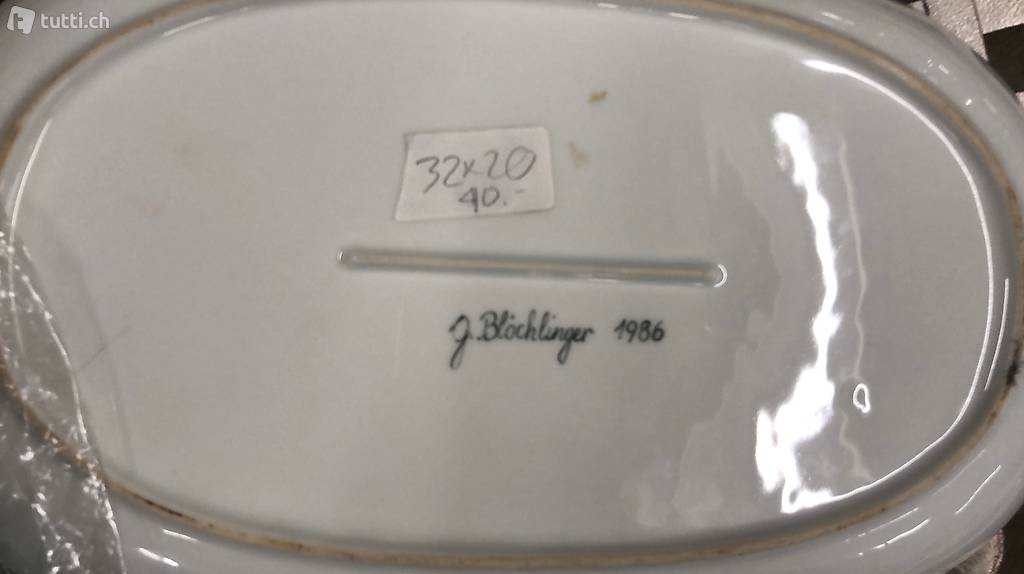 tutti.ch
32x20
40.-
J. Blöchlinger 1986